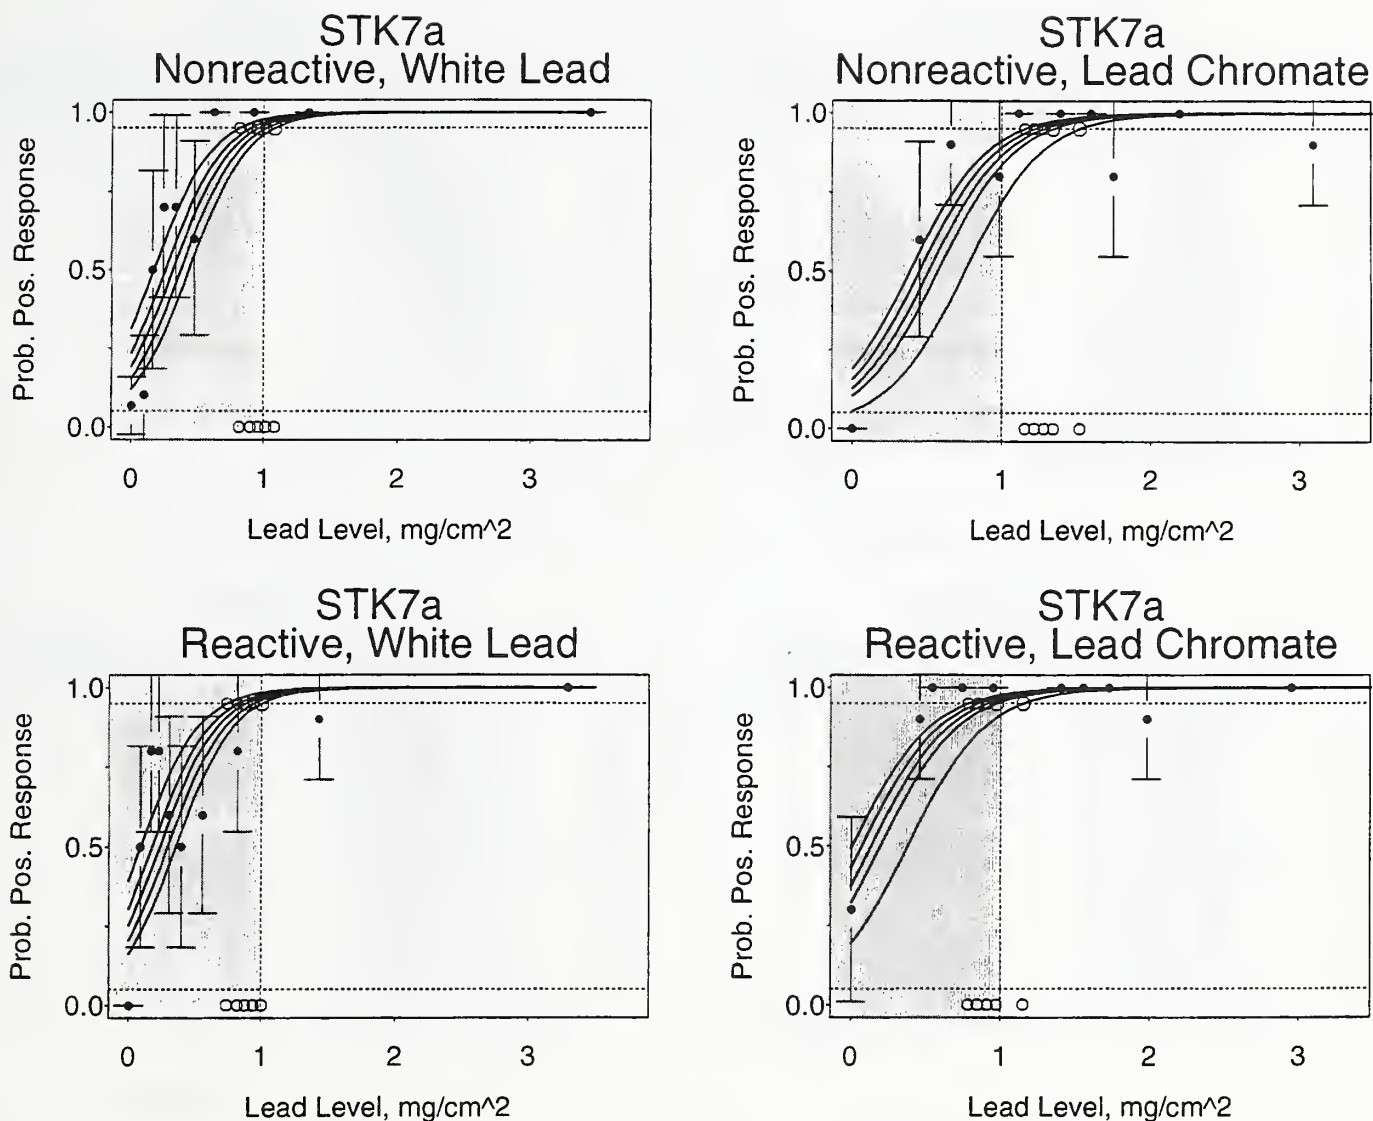 STK7a
Nonreactive, White Lead
Prob. Pos. Response
1.0
0.5
0.0
0 1 2 3
Lead Level, mg/cm^2
STK7a
Nonreactive, Lead Chromate
Prob. Pos. Response
1.0
0.5
0.0
0 1 2 3
Lead Level, mg/cm^2
STK7a
Reactive, White Lead
Prob. Pos. Response
1.0
0.5
0.0
0 1 2 3
Lead Level, mg/cm^2
STK7a
Reactive, Lead Chromate
Prob. Pos. Response
1.0
0.5
0.0
0 1 2 3
Lead Level, mg/cm^2